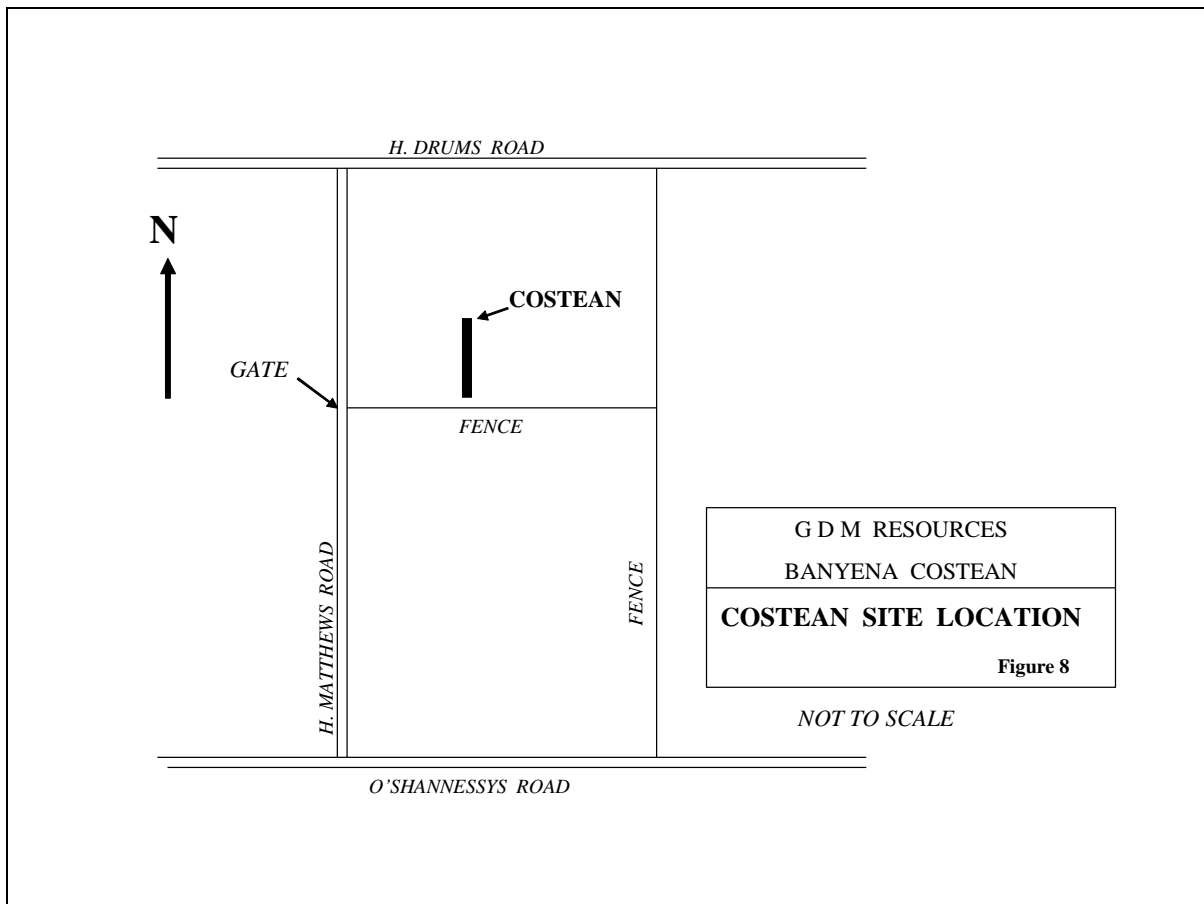 H. DRUMS ROAD
N
COSTEAN
GATE
FENCE
H. MATTHEWS ROAD
FENCE
G D M RESOURCES
BANYENA COSTEAN
COSTEAN SITE LOCATION
Figure 8
NOT TO SCALE
O'SHANNESSYS ROAD